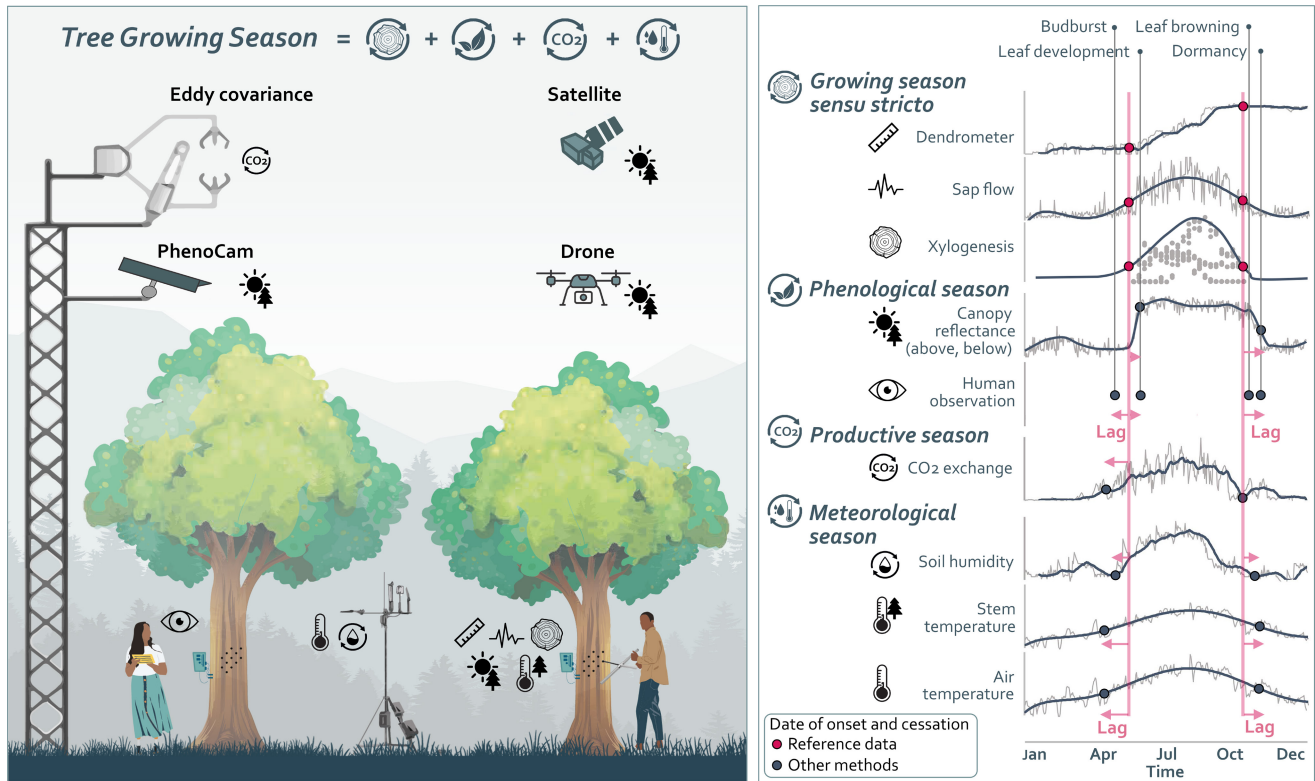 Tree Growing Season = + + CO2 +
Eddy covariance
Satellite
CO2
PhenoCam
Drone
Budburst
Leaf browning
Leaf development
Dormancy
Growing season
sensu stricto
Dendrometer
Sap flow
Xylogenesis
Phenological season
Canopy
reflectance
(above, below)
Human
observation
Lag
Lag
CO2 Productive season
CO2 CO2 exchange
Meteorological
season
Soil humidity
Stem
temperature
Air
temperature
Lag
Lag
Date of onset and cessation
Reference data
Other methods
Jan Apr Jul Oct Dec
Time